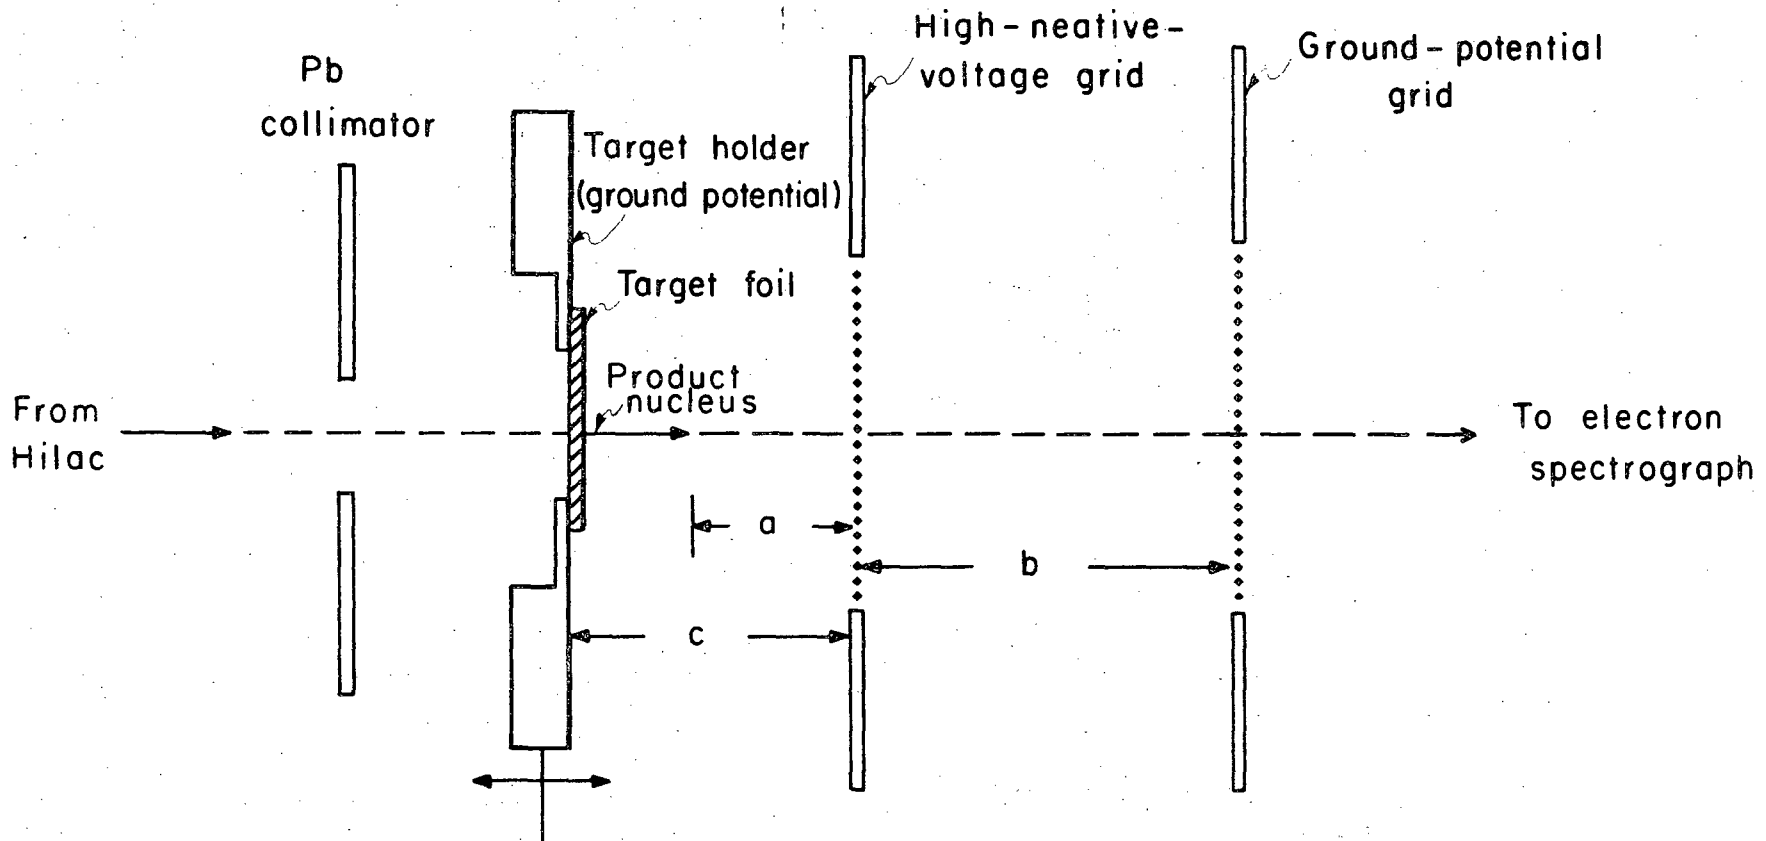 High-neative-
voltage grid
Ground-potential
grid
Pb
collimator
Target holder
(ground potential)
Target foil
Product
nucleus
From
Hilac
To electron
spectrograph
a
b
c